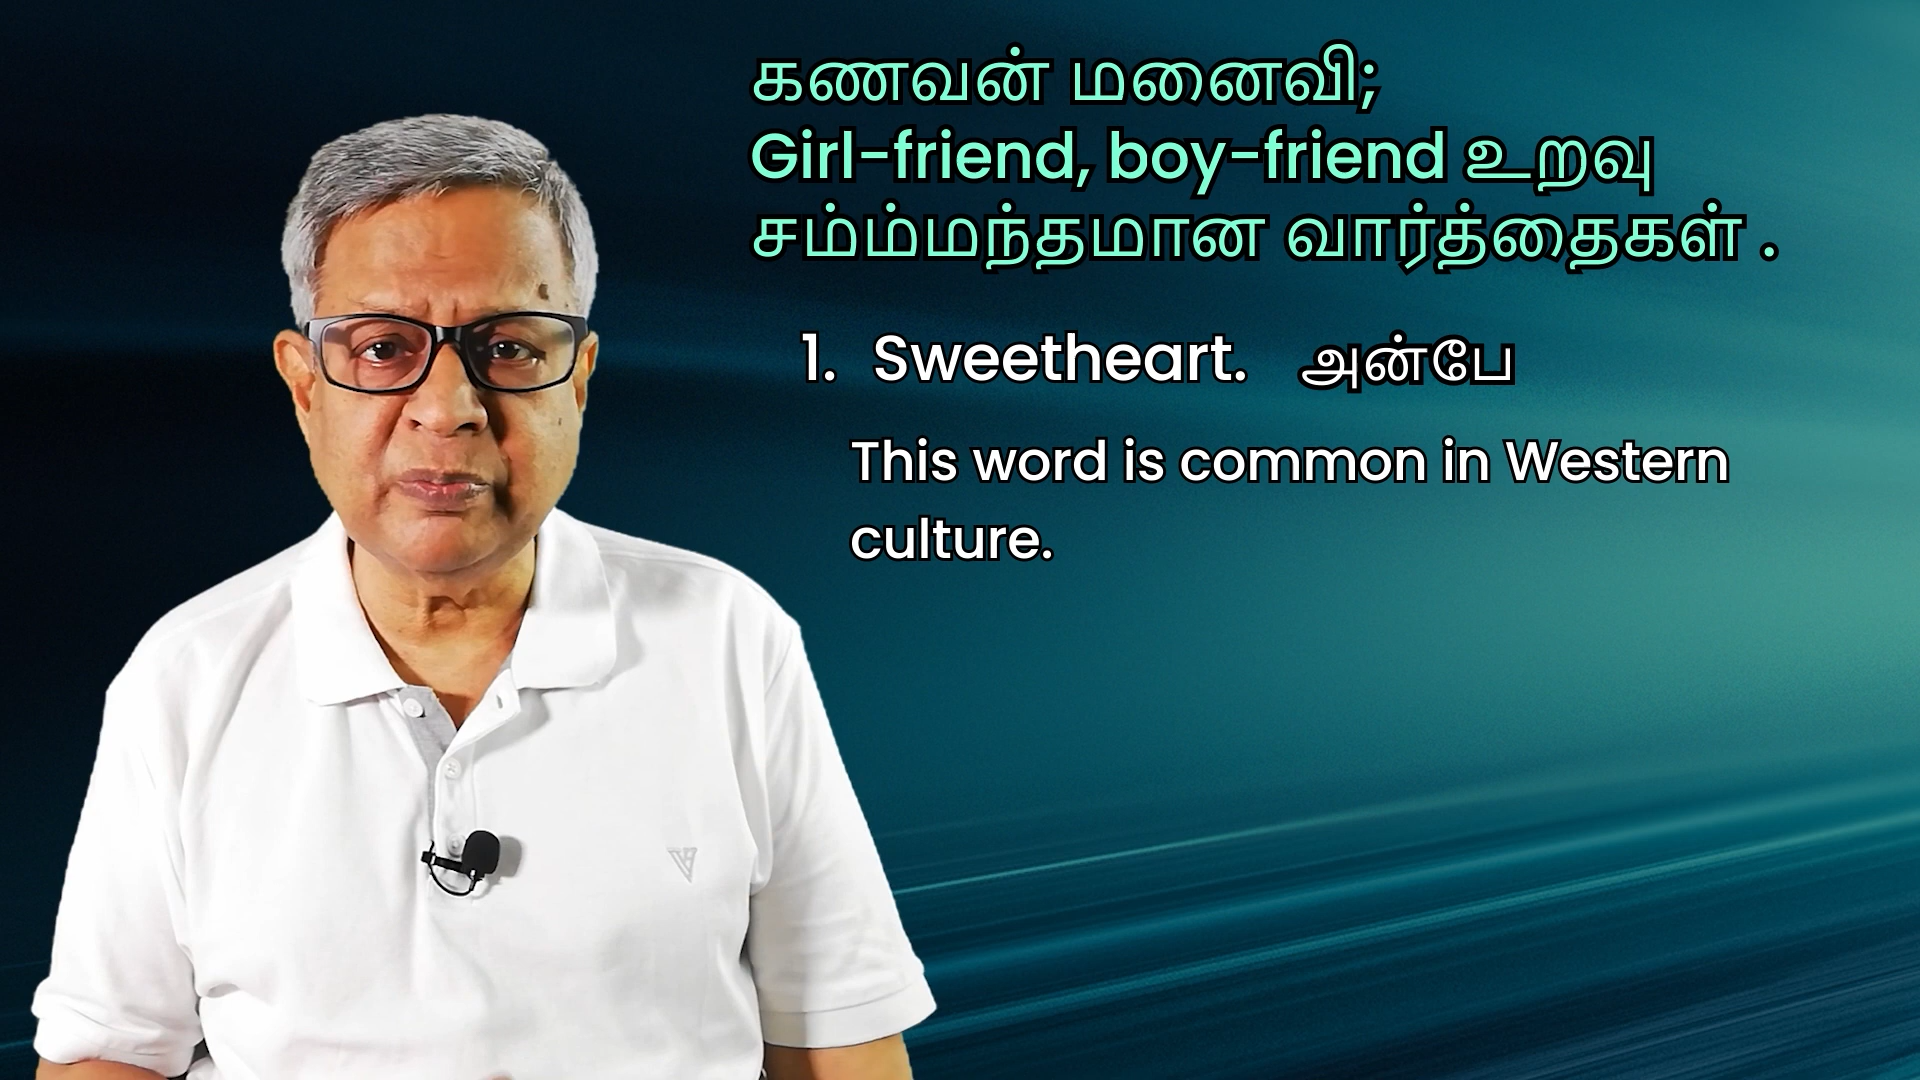 கணவன் மனைவி;
Girl-friend, boy-friend உறவு
சம்ம்மந்தமான வார்த்தைகள் .
1. Sweetheart. அன்பே
This word is common in Western
culture.